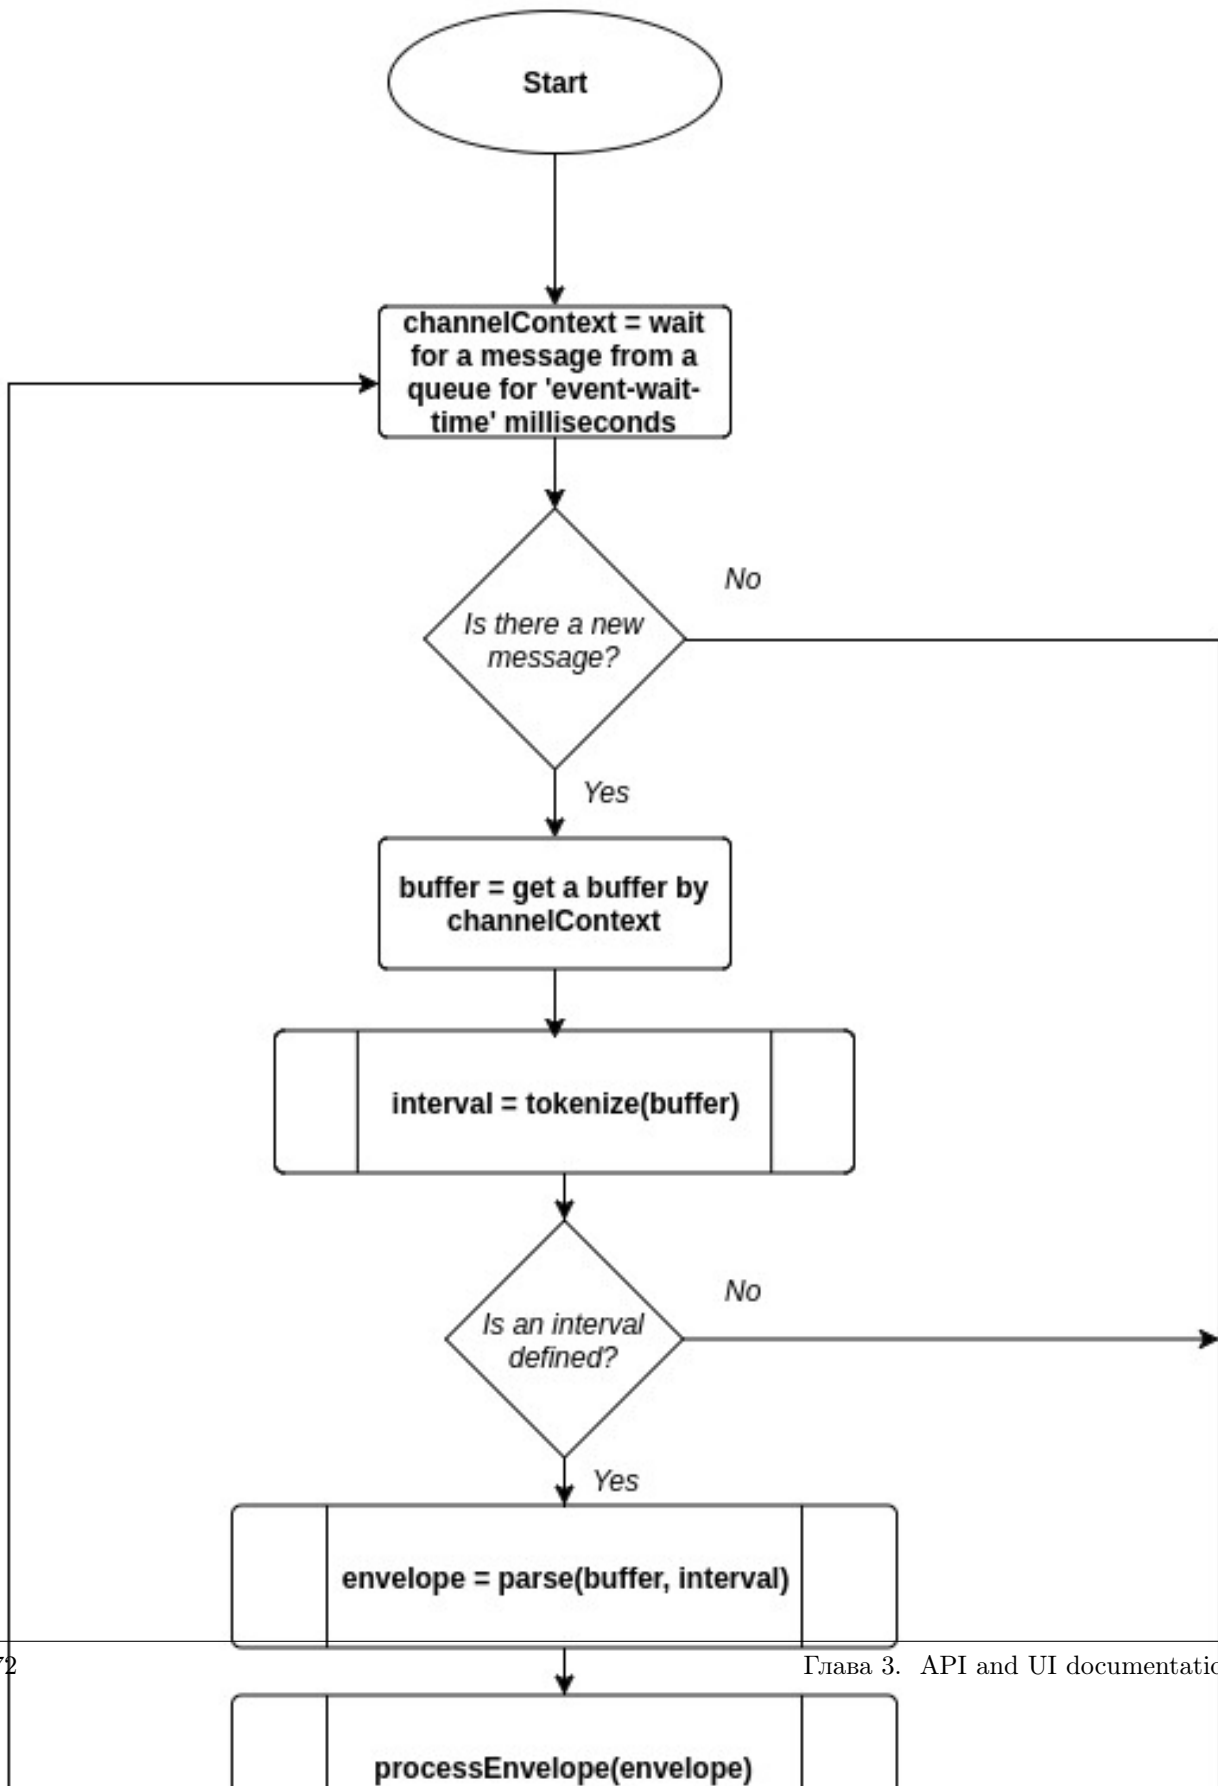 Start
channelContext = wait
for a message from a
queue for 'event-wait-
time' milliseconds
No
Is there a new
message?
Yes
buffer = get a buffer by
channelContext
interval = tokenize(buffer)
No
Is an interval
defined?
Yes
envelope = parse(buffer, interval)
2 Глава 3. API and UI
processEnvelope(envelope)